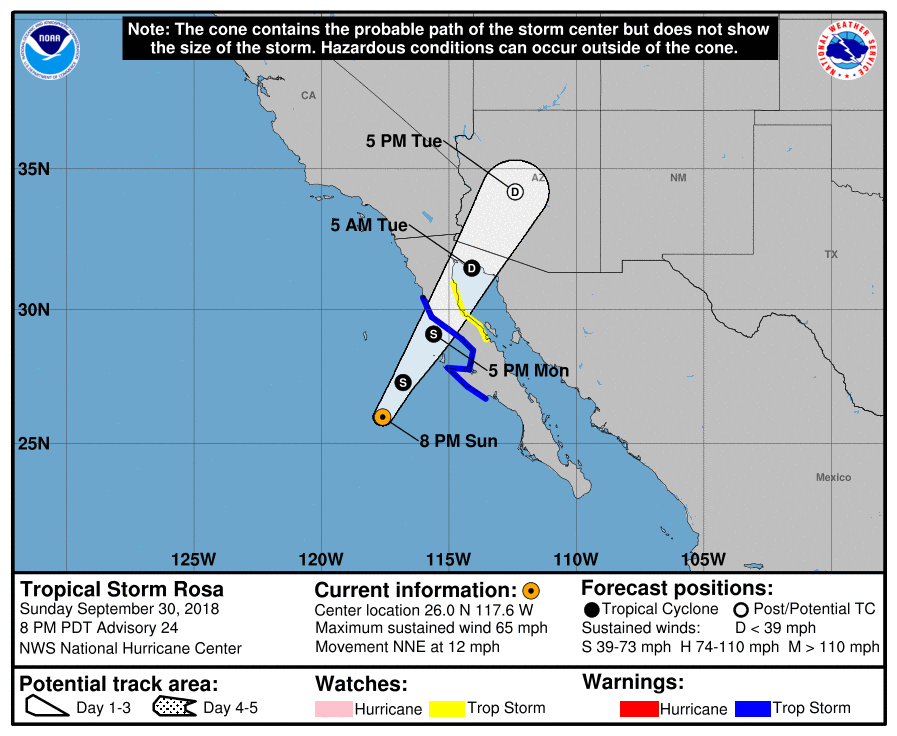 Note: The cone contains the probable path of the storm center but does not show
the size of the storm. Hazardous conditions can occur outside of the cone.
NOAA
NATIONAL WEATHER SERVICE
CA
5 PM Tue
35N
D
AZ
NM
5 AM Tue
TX
D
30N
S
5 PM Mon
S
8 PM Sun
25N
Mexico
125W 120W 115W 110W 105W
Tropical Storm Rosa
Sunday September 30, 2018
8 PM PDT Advisory 24
NWS National Hurricane Center
Current information:
Center location 26.0 N 117.6 W
Maximum sustained wind 65 mph
Movement NNE at 12 mph
Forecast positions:
Tropical Cyclone Post/Potential TC
Sustained winds: D < 39 mph
S 39-73 mph H 74-110 mph M > 110 mph
Potential track area:
Day 1-3 Day 4-5
Watches:
Hurricane Trop Storm
Warnings:
Hurricane Trop Storm